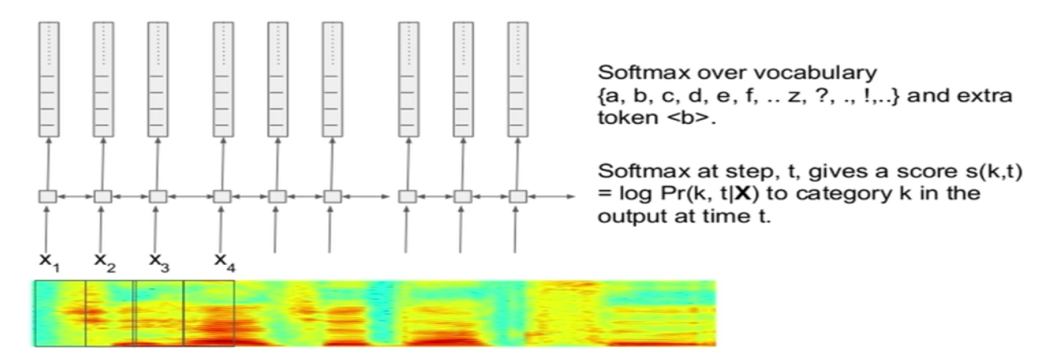 Softmax over vocabulary
{a, b, c, d, e, f, .. z, ?, ., !,..} and extra
token <b>.
Softmax at step, t, gives a score s(k,t)
= log Pr(k, t|X) to category k in the
output at time t.
x1 x2 x3 x4